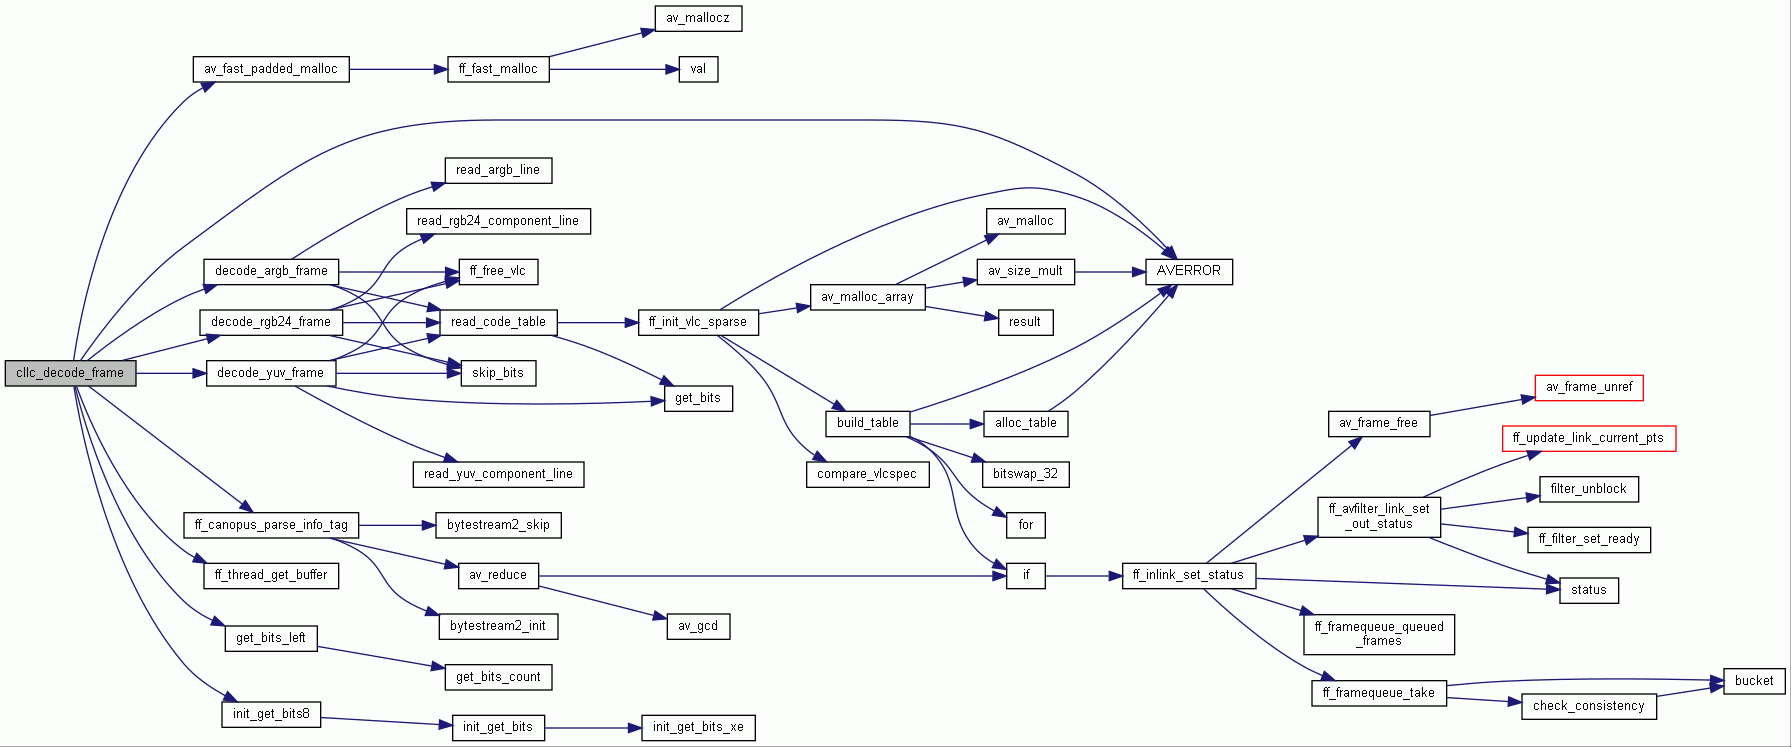 av_mallocz
av_fast_padded_malloc
ff_fast_malloc
val
read_argb_line
read_rgb24_component_line
av_malloc
decode_argb_frame
ff_free_vlc
av_size_mult
AVERROR
av_malloc_array
decode_rgb24_frame
read_code_table
ff_init_vlc_sparse
result
cllc_decode_frame
decode_yuv_frame
skip_bits
av_frame_unref
get_bits
build_table
alloc_table
av_frame_free
ff_update_link_current_pts
read_yuv_component_line
compare_vlcspec
bitswap_32
filter_unblock
ff_avfilter_link_set
_out_status
ff_canopus_parse_info_tag
bytestream2_skip
for
ff_filter_set_ready
ff_thread_get_buffer
av_reduce
if
ff_inlink_set_status
status
bytestream2_init
av_gcd
ff_framequeue_queued
_frames
get_bits_left
get_bits_count
bucket
ff_framequeue_take
check_consistency
init_get_bits8
init_get_bits
init_get_bits_xe